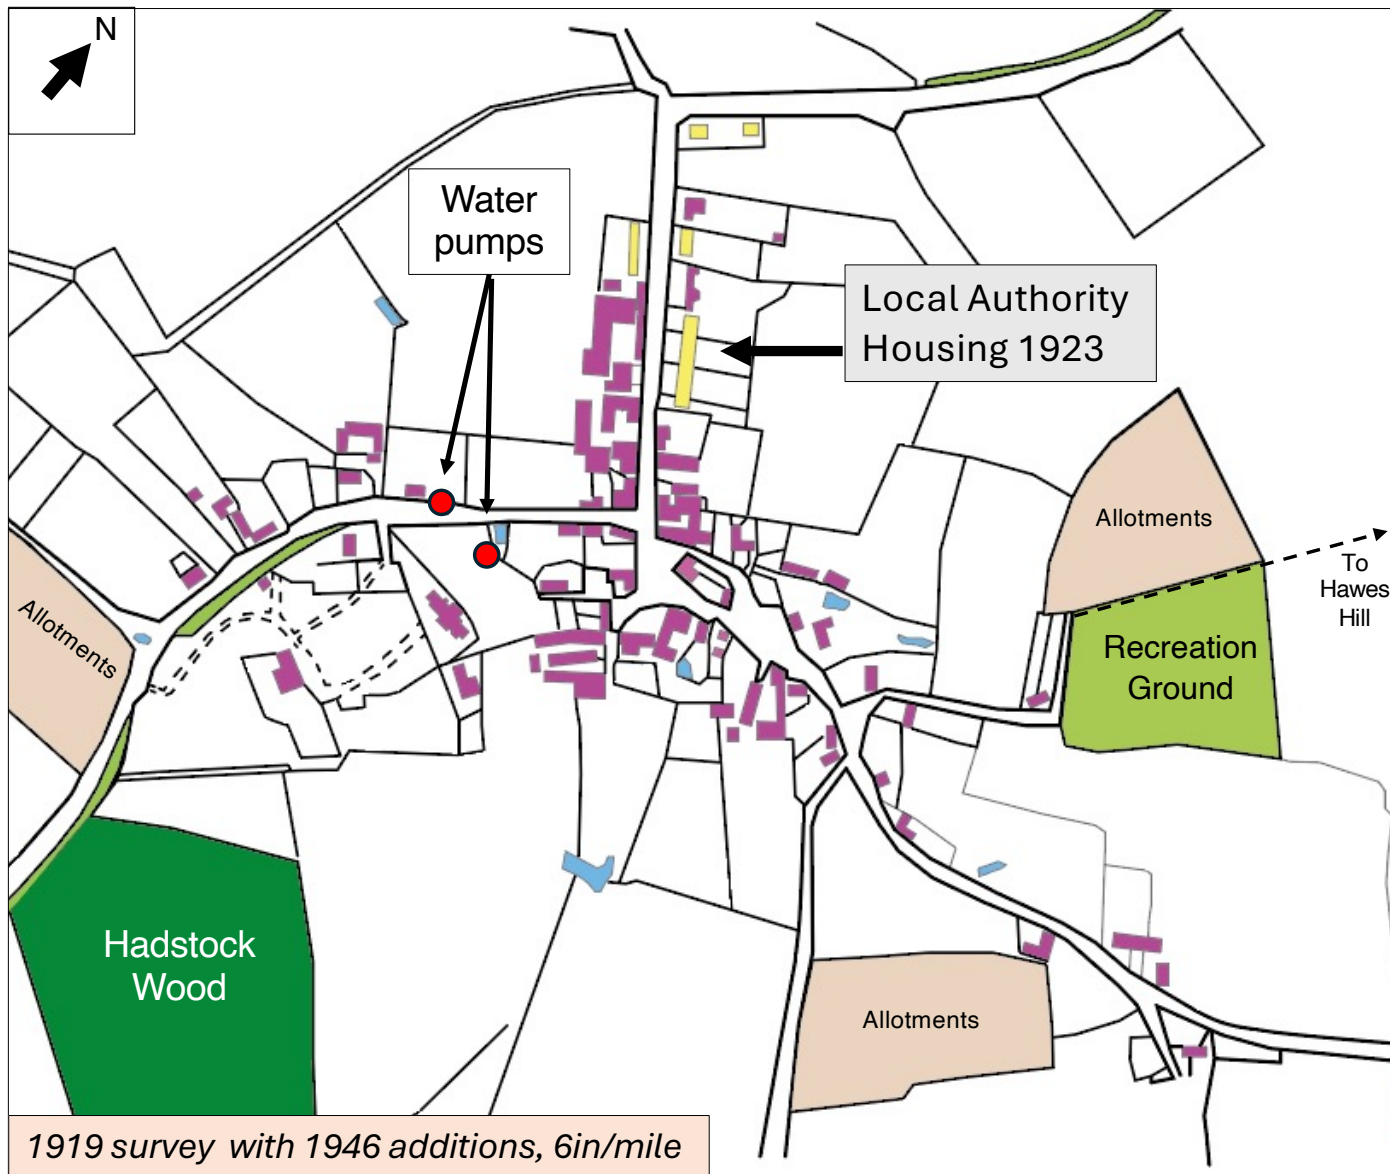 N
Water
pumps
Local Authority
Housing 1923
Allotments
To
Hawes
Hill
Allotments
Recreation
Ground
Hadstock
Wood
Allotments
1919 survey with 1946 additions, 6in/mile